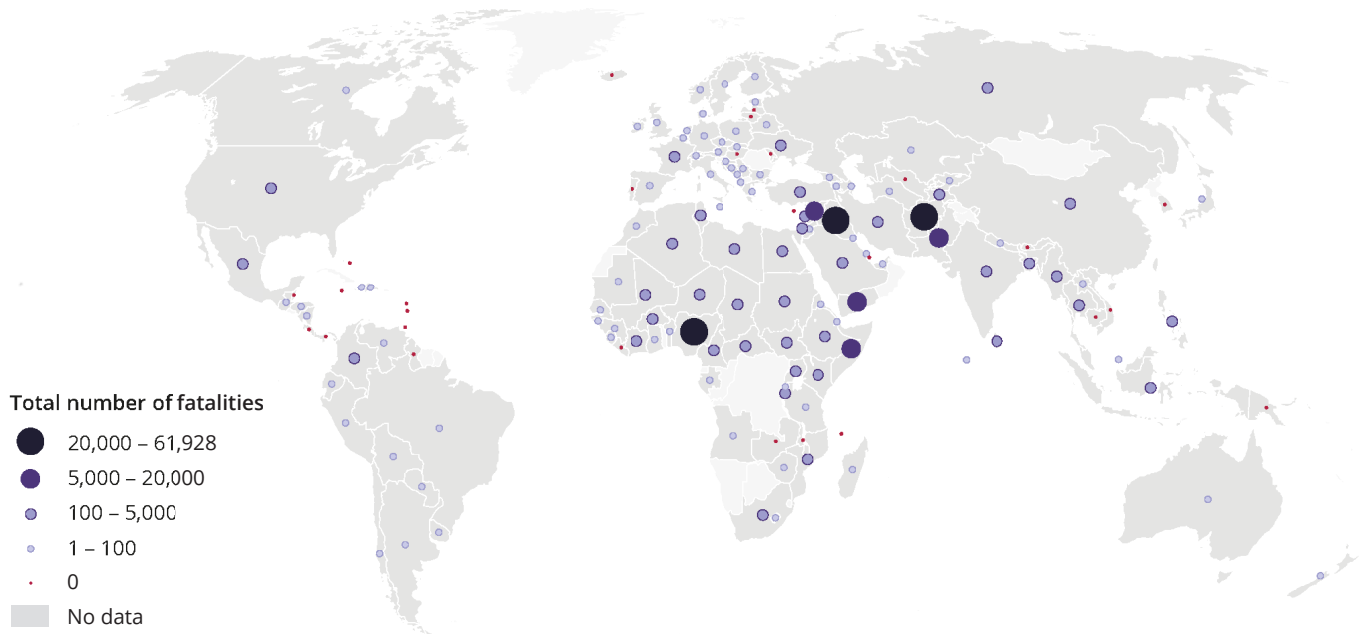 Total number of fatalities
20,000 – 61,928
5,000 – 20,000
100 – 5,000
1 – 100
0
No data